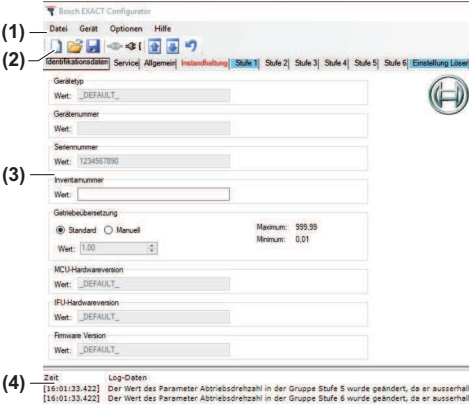 Bosch EXACT Configurator
(1) Datei Gerät Optionen Hilfe
(2)
Identifikationsdaten Service Allgemein Instandhaltung Stufe 1 Stufe 2 Stufe 3 Stufe 4 Stufe 5 Stufe 6 Einstellung Löser
Gerätetyp
Wert: _DEFAULT_
Gerätenummer
Wert:
Seriennummer
Wert: 1234567890
(3) Inventarnummer
Wert:
Getriebeübersetzung
Standard Manuell Maximum: 999,99
Minimum: 0,01
Wert: 1,00
MCU-Hardwareversion
Wert: _DEFAULT_
IFU-Hardwareversion
Wert: _DEFAULT_
Firmware Version
Wert: _DEFAULT_
(4) Zeit Log-Daten
[16:01:33.422] Der Wert des Parameter Abtriebsdrehzahl in der Gruppe Stufe 5 wurde geändert, da er ausserhal
[16:01:33.422] Der Wert des Parameter Abtriebsdrehzahl in der Gruppe Stufe 6 wurde geändert, da er ausserhal